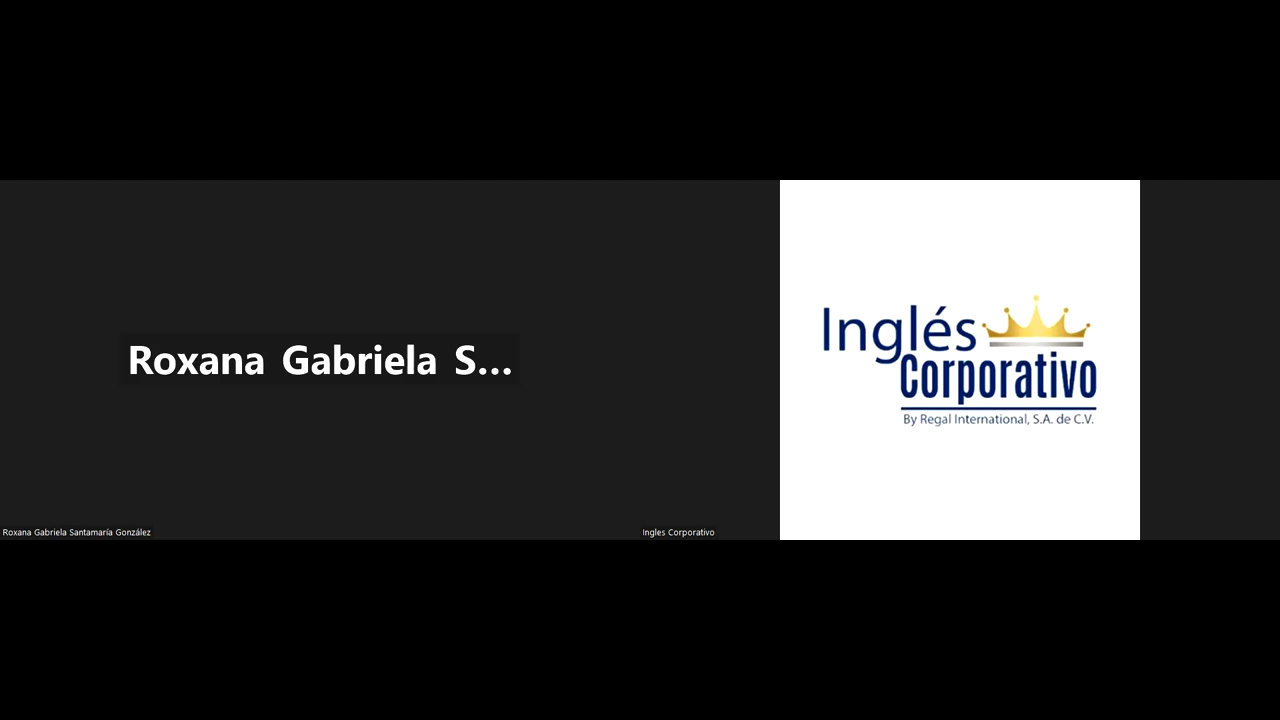 Roxana Gabriela S...
Roxana Gabriela Santamaría González
Inglés
Corporativo
By Regal International, S.A. de C.V.
Ingles Corporativo